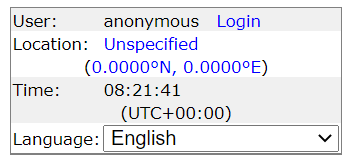 User: anonymous Login
Location: Unspecified
(0.0000ºN, 0.0000ºE)
Time: 08:21:41
(UTC+00:00)
Language: English